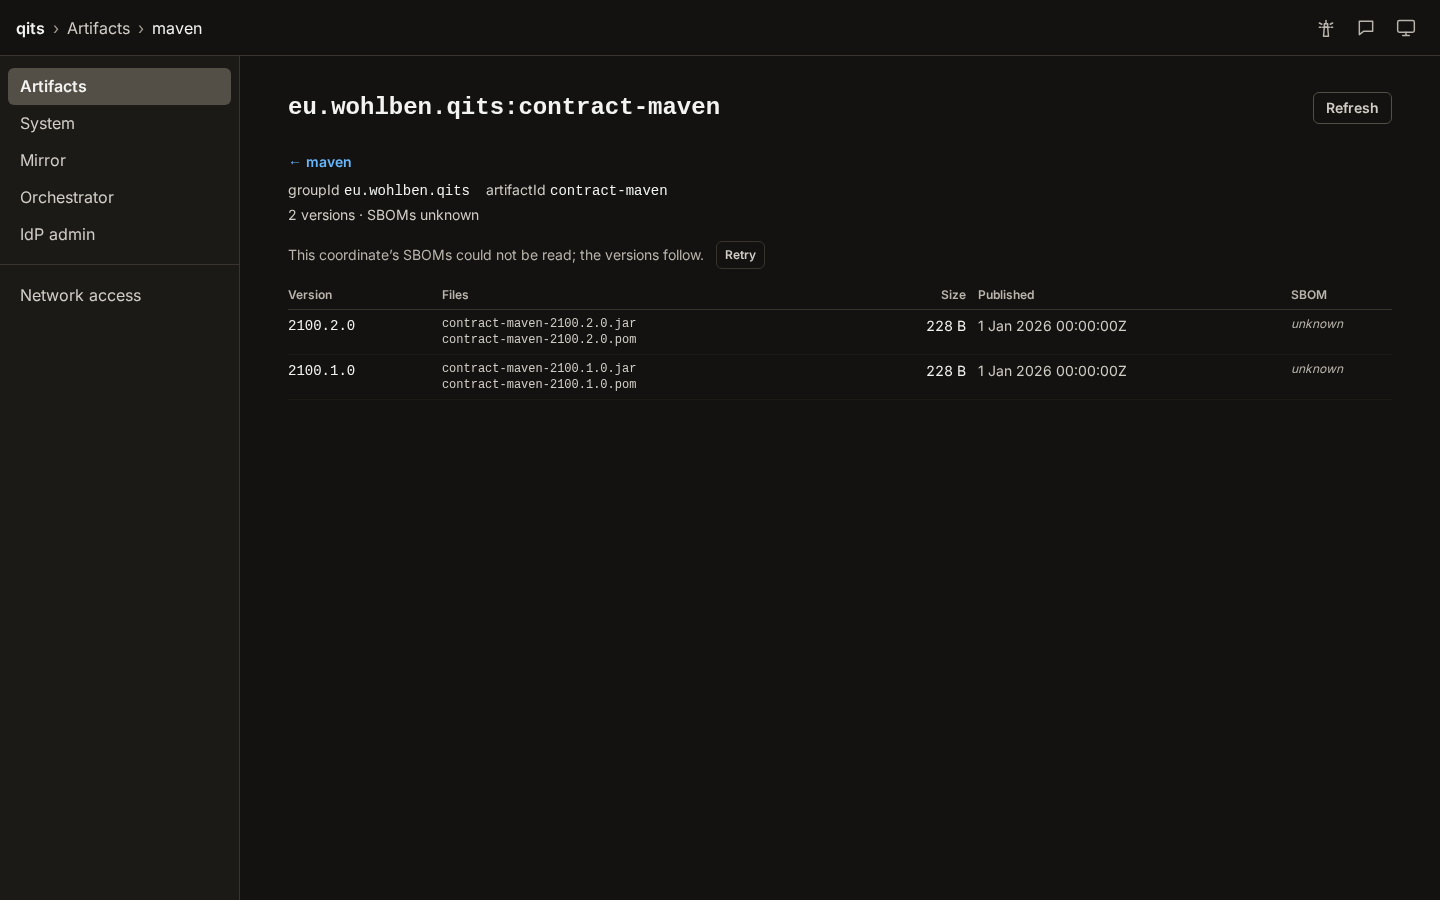 qits › Artifacts › maven
Artifacts
System
Mirror
Orchestrator
IdP admin
Network access
eu.wohlben.qits:contract-maven
Refresh
← maven
groupId eu.wohlben.qits artifactId contract-maven
2 versions · SBOMs unknown
This coordinate’s SBOMs could not be read; the versions follow. Retry
Version Files Size Published SBOM
2100.2.0 contract-maven-2100.2.0.jar 228 B 1 Jan 2026 00:00:00Z unknown
contract-maven-2100.2.0.pom
2100.1.0 contract-maven-2100.1.0.jar 228 B 1 Jan 2026 00:00:00Z unknown
contract-maven-2100.1.0.pom